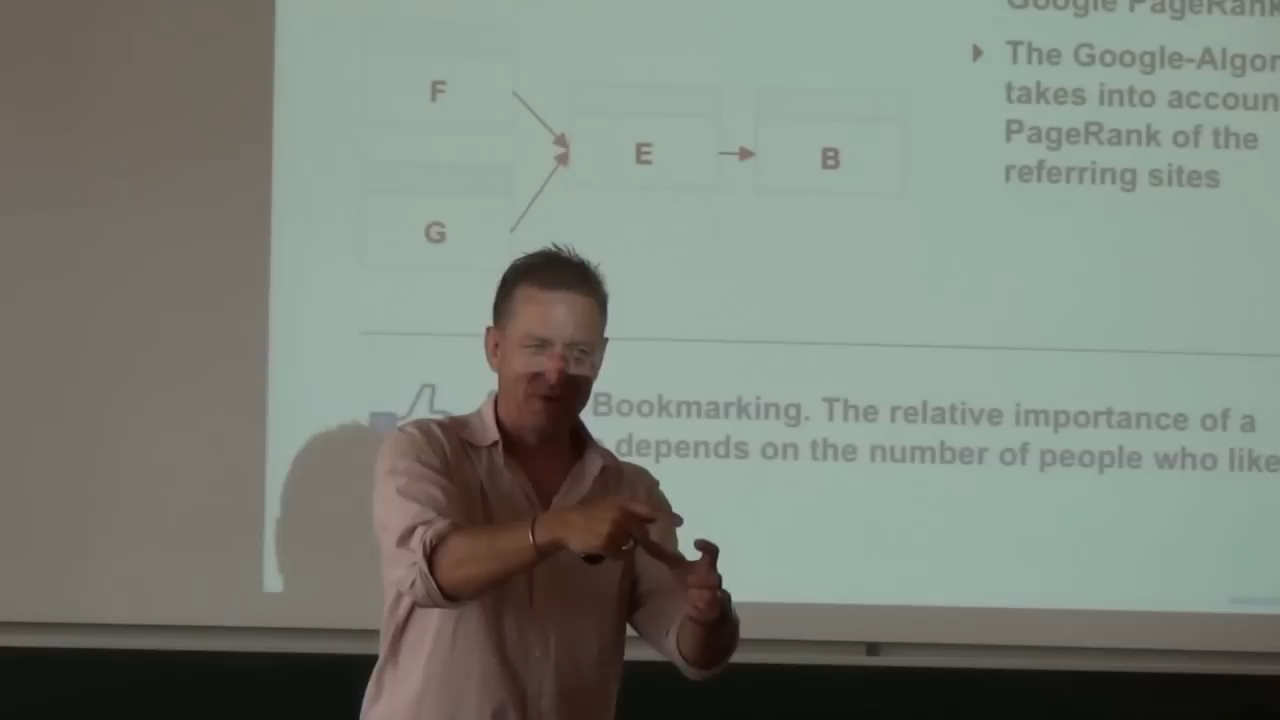 Google PageRank
The Google-Algor
takes into accoun
PageRank of the
referring sites
F
E
B
G
Bookmarking. The relative importance of a
depends on the number of people who like